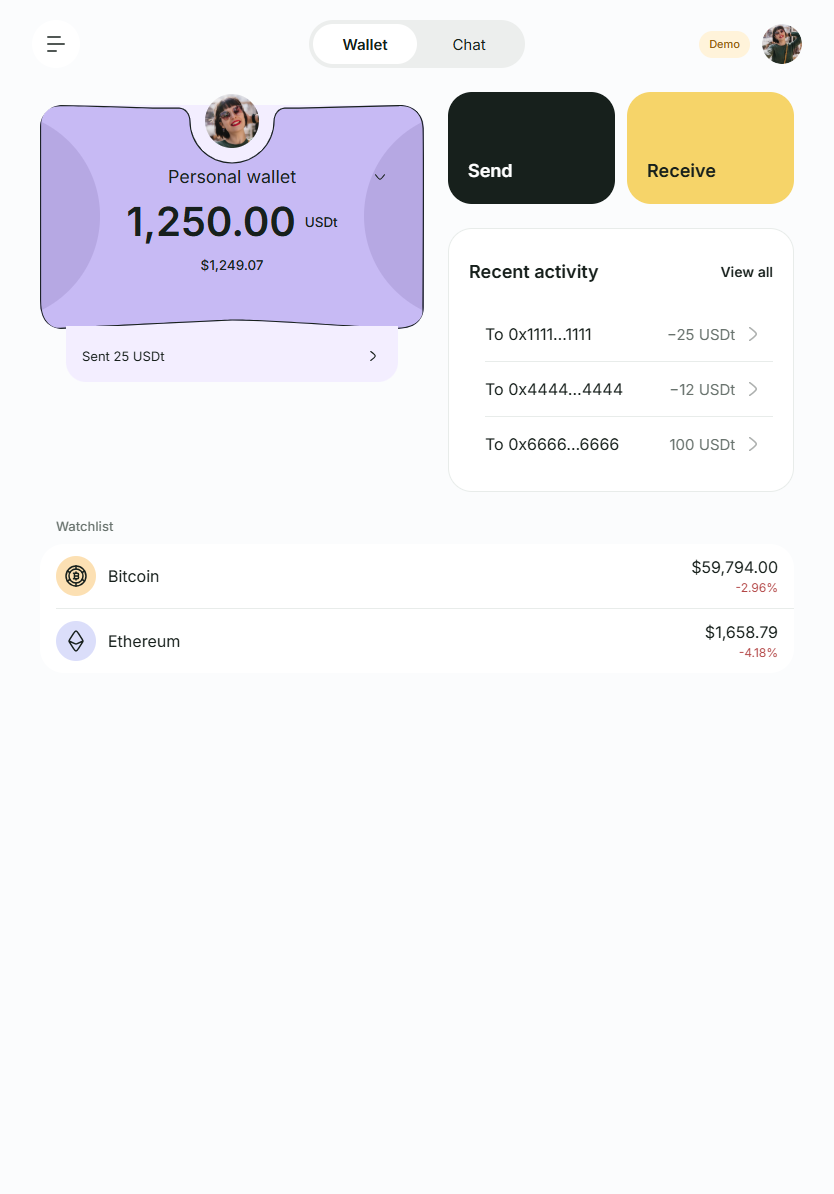 Wallet
Chat
Demo
Personal wallet
1,250.00 USDt
$1,249.07
Sent 25 USDt
Send
Receive
Recent activity
View all
To 0x1111...1111
−25 USDt
To 0x4444...4444
−12 USDt
To 0x6666...6666
100 USDt
Watchlist
Bitcoin
$59,794.00
-2.96%
Ethereum
$1,658.79
-4.18%